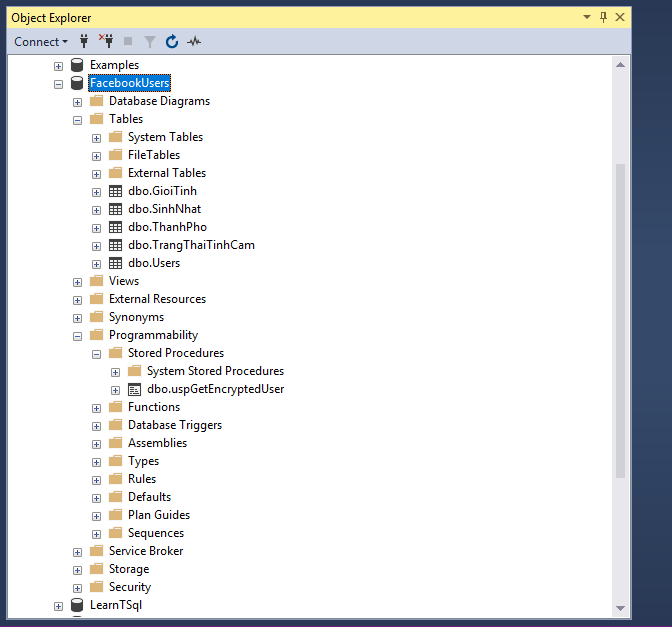 Object Explorer
Connect
Examples
FacebookUsers
Database Diagrams
Tables
System Tables
FileTables
External Tables
dbo.GioiTinh
dbo.SinhNhat
dbo.ThanhPho
dbo.TrangThaiTinhCam
dbo.Users
Views
External Resources
Synonyms
Programmability
Stored Procedures
System Stored Procedures
dbo.uspGetEncryptedUser
Functions
Database Triggers
Assemblies
Types
Rules
Defaults
Plan Guides
Sequences
Service Broker
Storage
Security
LearnTSql